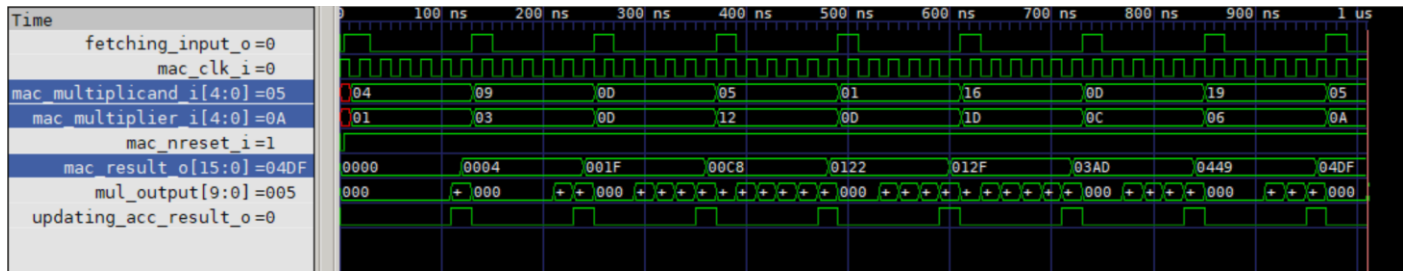 Time 0 100 ns 200 ns 300 ns 400 ns 500 ns 600 ns 700 ns 800 ns 900 ns 1 us
fetching_input_o=0
mac_clk_i=0
mac_multiplicand_i[4:0]=05 04 09 0D 05 01 16 0D 19 05
mac_multiplier_i[4:0]=0A 01 03 0D 12 0D 1D 0C 06 0A
mac_nreset_i=1
mac_result_o[15:0]=04DF 0000 0004 001F 00C8 0122 012F 03AD 0449 04DF
mul_output[9:0]=005 000 + 000 + + 000 + + + + + + + + + 000 + + + + + + + + + 000 + + + 000 + + + 000
updating_acc_result_o=0